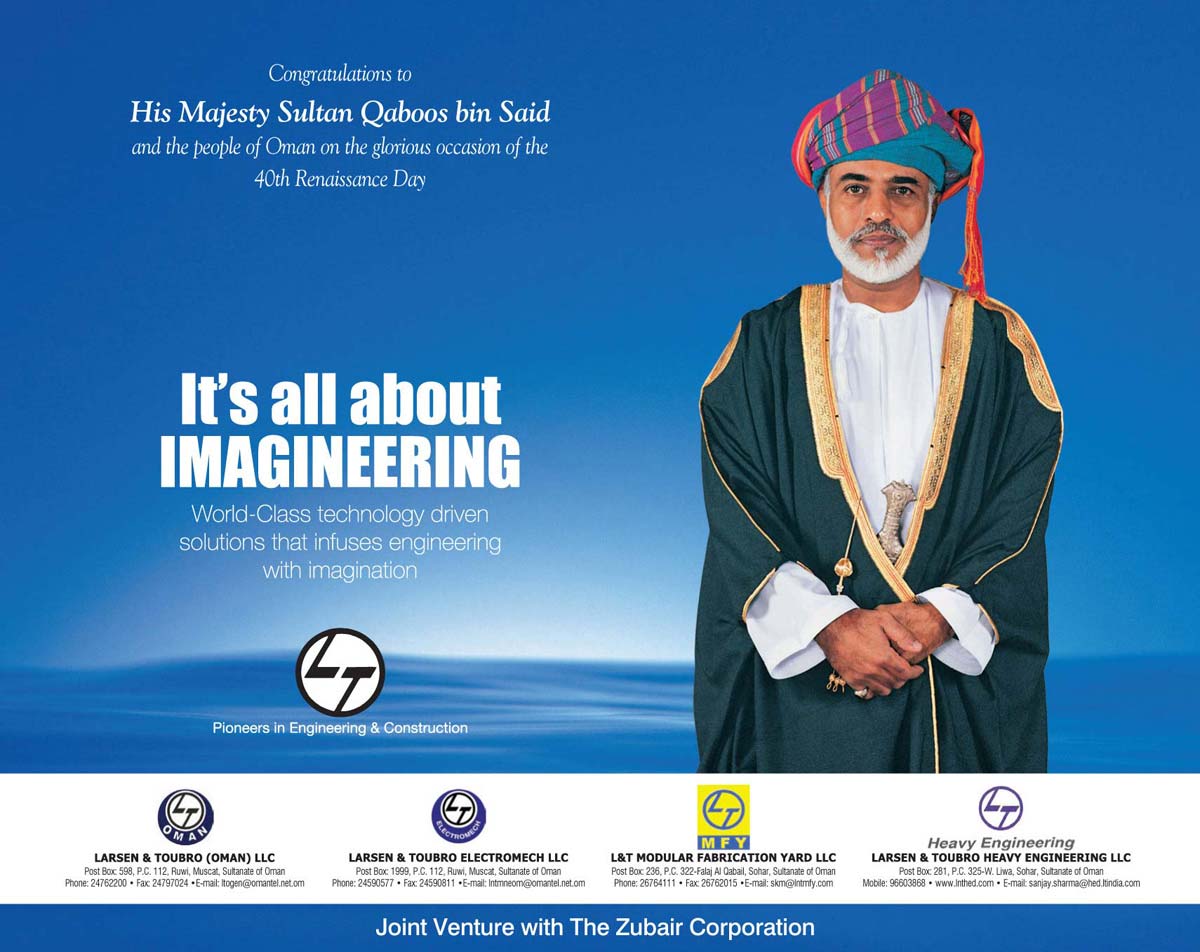 Congratulations to
His Majesty Sultan Qaboos bin Said
and the people of Oman on the glorious occasion of the
40th Renaissance Day
It's all about
IMAGINEERING
World-Class technology driven
solutions that infuses engineering
with imagination
LT
Pioneers in Engineering & Construction
LT
OMAN
LARSEN & TOUBRO (OMAN) LLC
Post Box: 598, P.C. 112, Ruwi, Muscat, Sultanate of Oman
Phone: 24762200 • Fax: 24797024 •E-mail: ltogen@omantel.net.om
LT
ELECTROMECH
LARSEN & TOUBRO ELECTROMECH LLC
Post Box: 1999, P.C. 112, Ruwi, Muscat, Sultanate of Oman
Phone: 24590577 • Fax: 24590811 •E-mail: lntmneom@omantel.net.om
LT
MFY
L&T MODULAR FABRICATION YARD LLC
Post Box: 236, P.C. 322-Falaj Al Qabail, Sohar, Sultanate of Oman
Phone: 26764111 • Fax: 26762015 •E-mail: skm@lntmfy.com
LT
Heavy Engineering
LARSEN & TOUBRO HEAVY ENGINEERING LLC
Post Box: 281, P.C. 325-W. Liwa, Sohar, Sultanate of Oman
Mobile: 96603868 • www.lnthed.com • E-mail: sanjay.sharma@hed.ltindia.com
Joint Venture with The Zubair Corporation